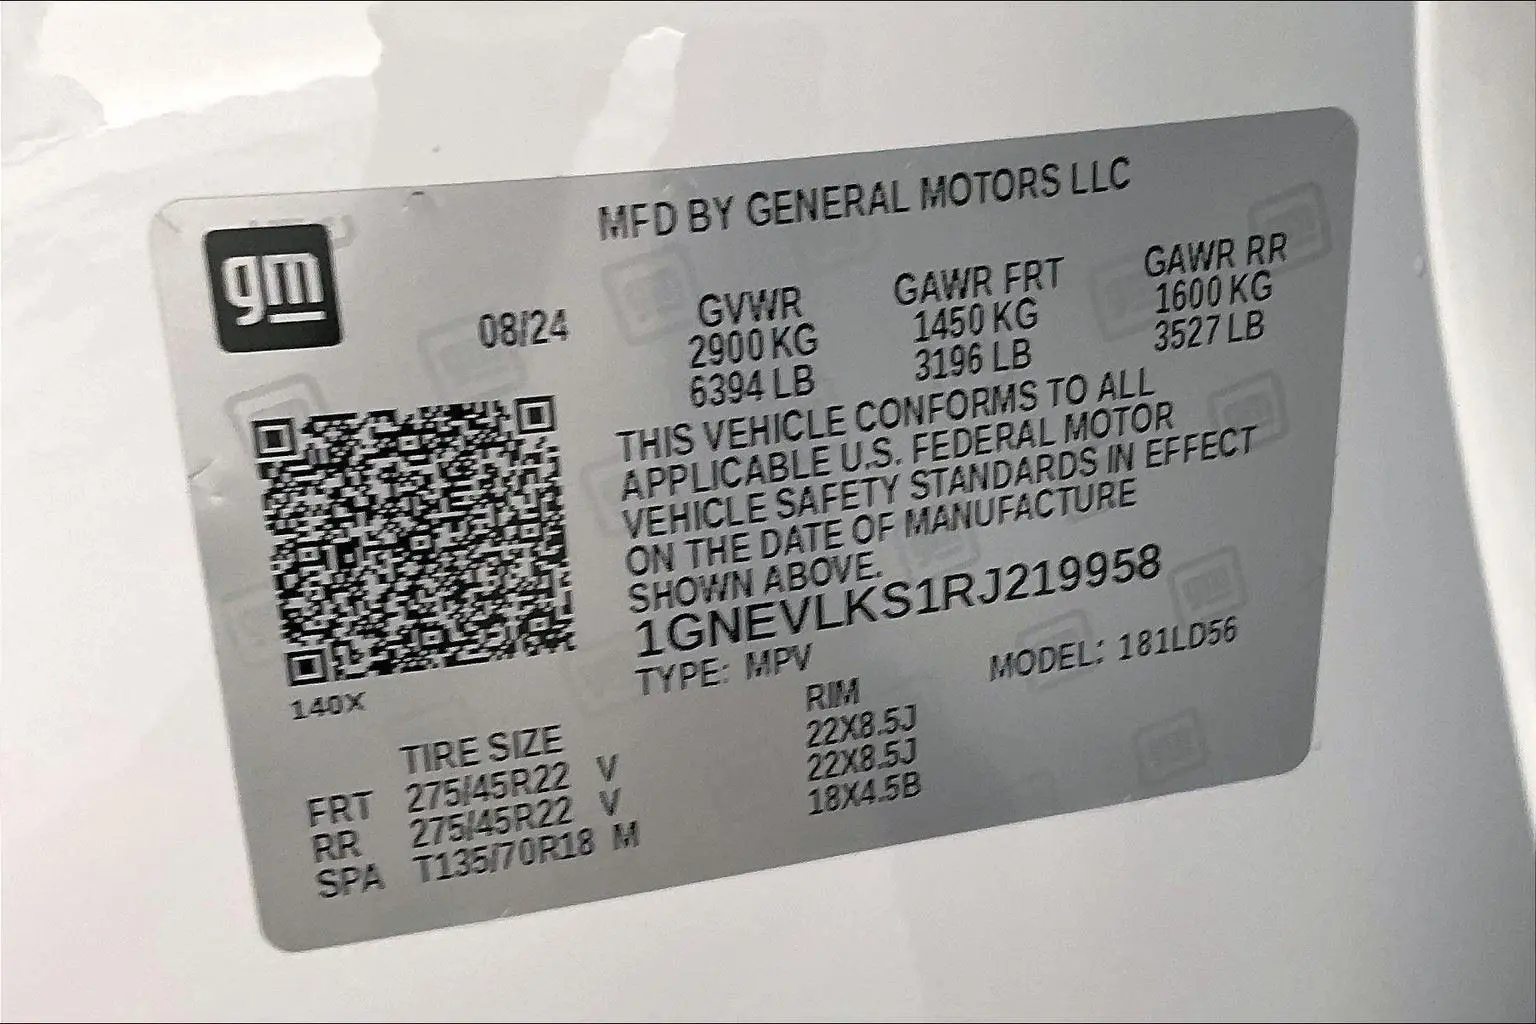 gm
MFD BY GENERAL MOTORS LLC
08/24
GVWR
2900 KG
6394 LB
GAWR FRT
1450 KG
3196 LB
GAWR RR
1600 KG
3527 LB
THIS VEHICLE CONFORMS TO ALL
APPLICABLE U.S. FEDERAL MOTOR
VEHICLE SAFETY STANDARDS IN EFFECT
ON THE DATE OF MANUFACTURE
SHOWN ABOVE.
1GNEVLKS1RJ219958
TYPE: MPV
MODEL: 181LD56
140X
TIRE SIZE RIM
FRT 275/45R22 V 22X8.5J
RR 275/45R22 V 22X8.5J
SPA T135/70R18 M 18X4.5B